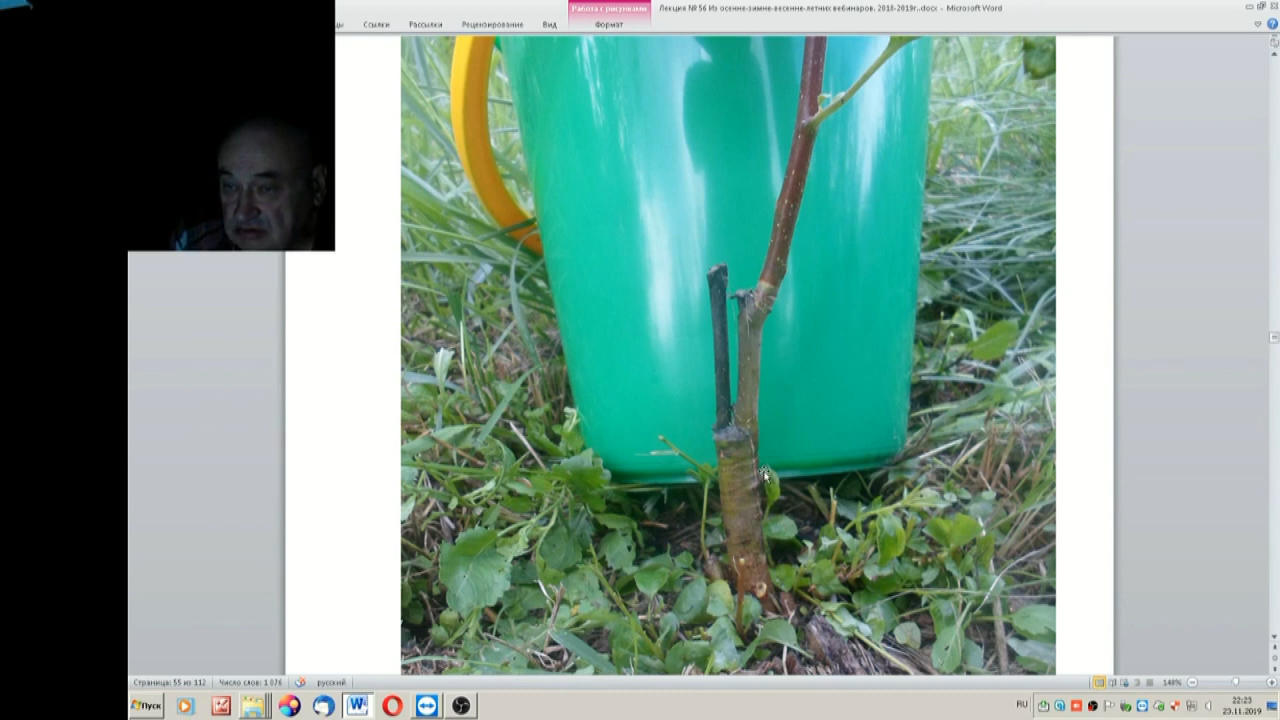 Работа с рисунками
Лекция № 56 Из осенне-зимне-весенне-летних вебинаров, 2018-2019г..docx - Microsoft Word
Ссылки Рассылки Рецензирование Вид Формат
Страница: 55 из 112 Число слов: 1 076 русский 148%
Пуск RU 22:23
23.11.2019